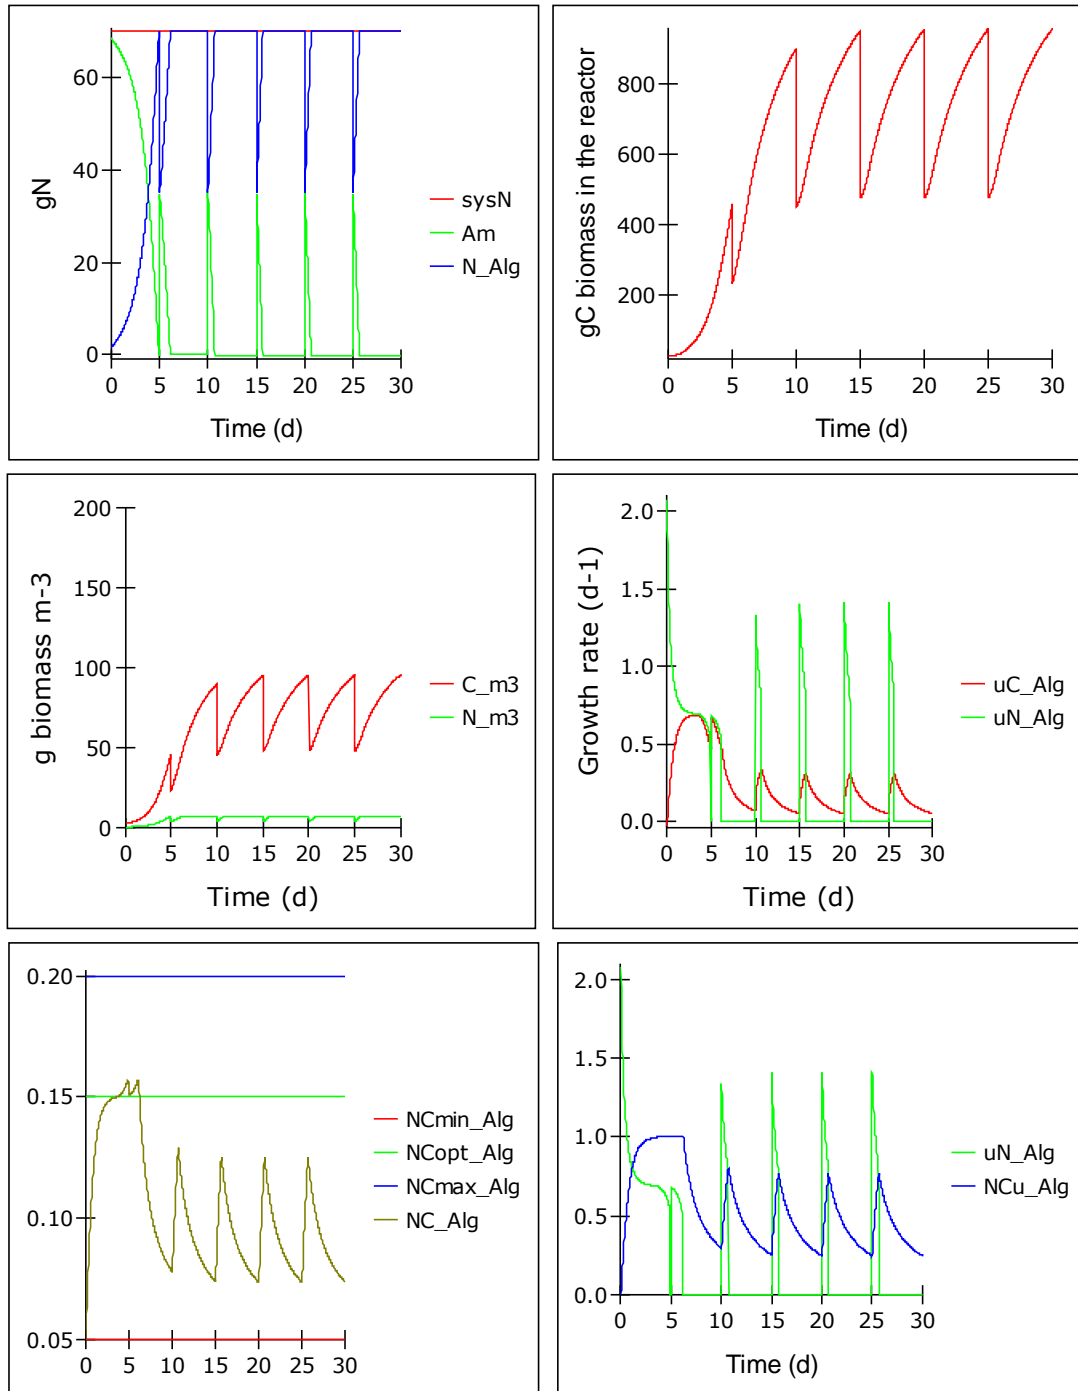 gN
60
40
20
0
0 5 10 15 20 25 30
Time (d)
sysN
Am
N_Alg
gC biomass in the reactor
800
600
400
200
0 5 10 15 20 25 30
Time (d)
g biomass m-3
200
150
100
50
0
0 5 10 15 20 25 30
Time (d)
C_m3
N_m3
Growth rate (d-1)
2.0
1.5
1.0
0.5
0.0
0 5 10 15 20 25 30
Time (d)
uC_Alg
uN_Alg
0.20
0.15
0.10
0.05
0 5 10 15 20 25 30
NCmin_Alg
NCopt_Alg
NCmax_Alg
NC_Alg
2.0
1.5
1.0
0.5
0.0
0 5 10 15 20 25 30
Time (d)
uN_Alg
NCu_Alg